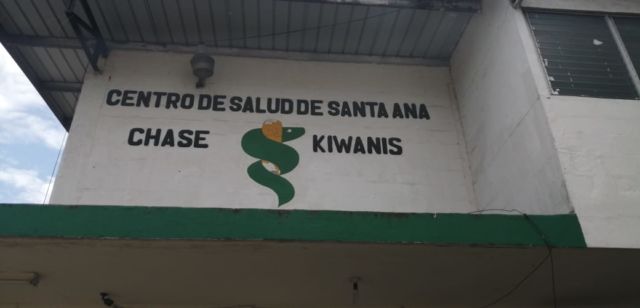 CENTRO DE SALUD DE SANTA ANA
CHASE KIWANIS